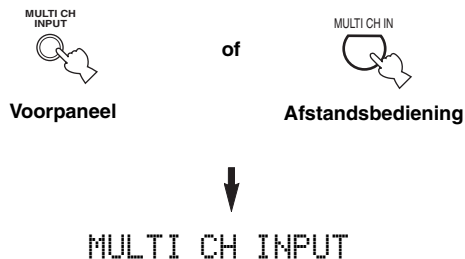 MULTI CH
INPUT
of
MULTI CH IN
Voorpaneel
Afstandsbediening
MULTI CH INPUT